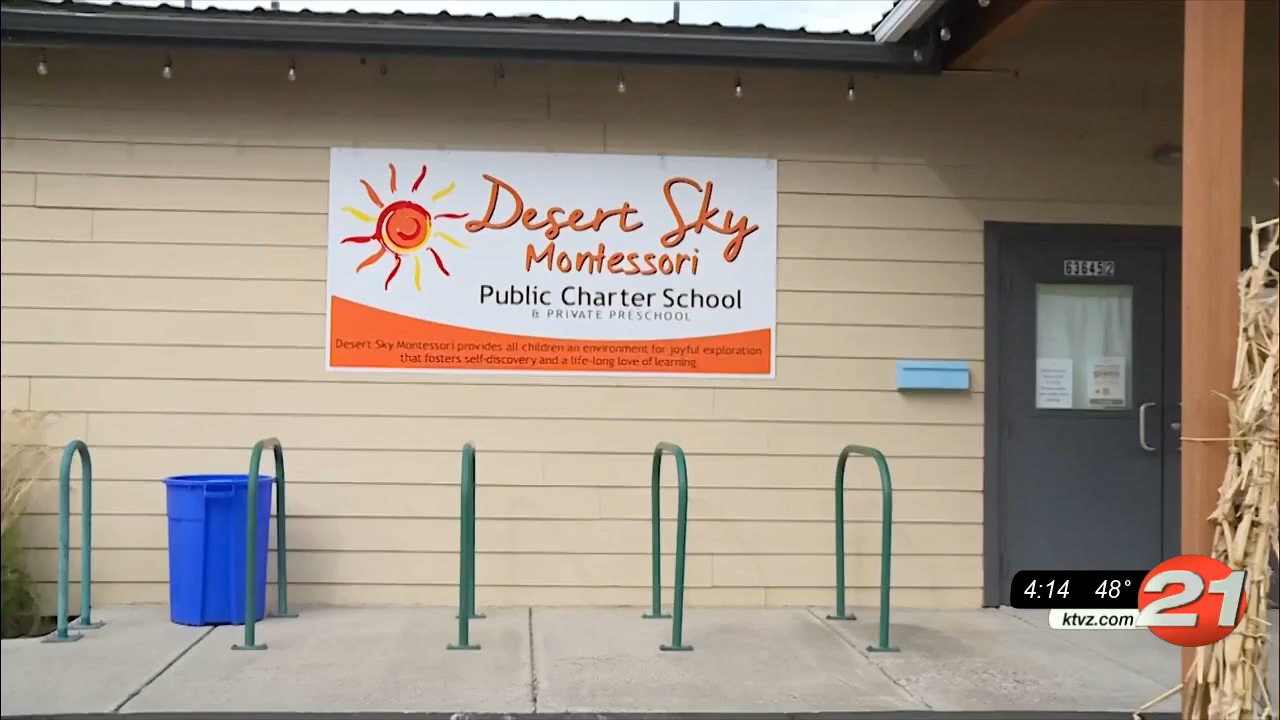 Desert Sky
Montessori
Public Charter School
& PRIVATE PRESCHOOL
Desert Sky Montessori provides all children an environment for joyful exploration
that fosters self-discovery and a life-long love of learning.
63645
4:14 48°
ktvz.com
21